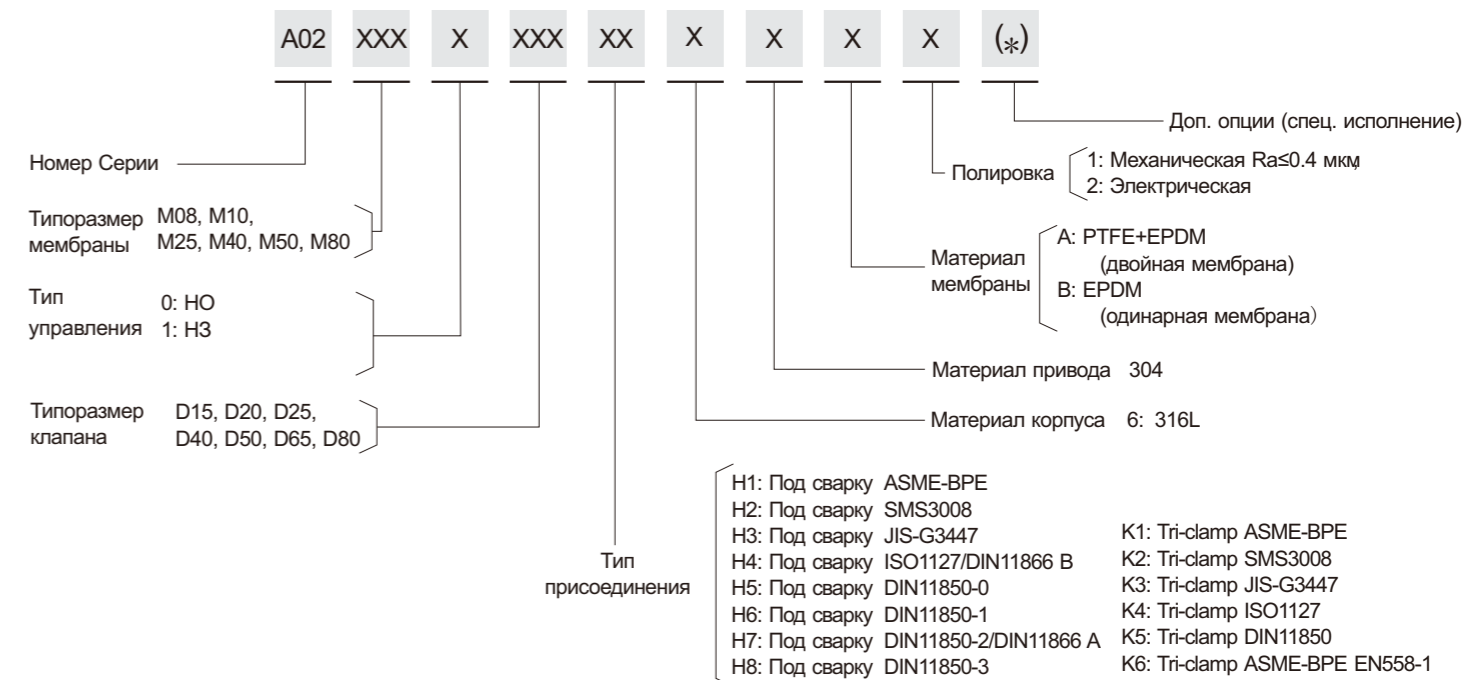 A02 XXX X XXX XX X X X X (*)
Доп. опции (спец. исполнение)
Номер Серии
Полировка
1: Механическая Ra≤0.4 мкм,
2: Электрическая
Типоразмер
мембраны
M08, M10,
M25, M40, M50, M80
Материал
мембраны
A: PTFE+EPDM
(двойная мембрана)
B: EPDM
(одинарная мембрана)
Тип
управления
0: НО
1: НЗ
Материал привода 304
Типоразмер
клапана
D15, D20, D25,
D40, D50, D65, D80
Материал корпуса 6: 316L
Тип
присоединения
H1: Под сварку ASME-BPE
H2: Под сварку SMS3008
H3: Под сварку JIS-G3447
H4: Под сварку ISO1127/DIN11866 B
H5: Под сварку DIN11850-0
H6: Под сварку DIN11850-1
H7: Под сварку DIN11850-2/DIN11866 A
H8: Под сварку DIN11850-3
K1: Tri-clamp ASME-BPE
K2: Tri-clamp SMS3008
K3: Tri-clamp JIS-G3447
K4: Tri-clamp ISO1127
K5: Tri-clamp DIN11850
K6: Tri-clamp ASME-BPE EN558-1